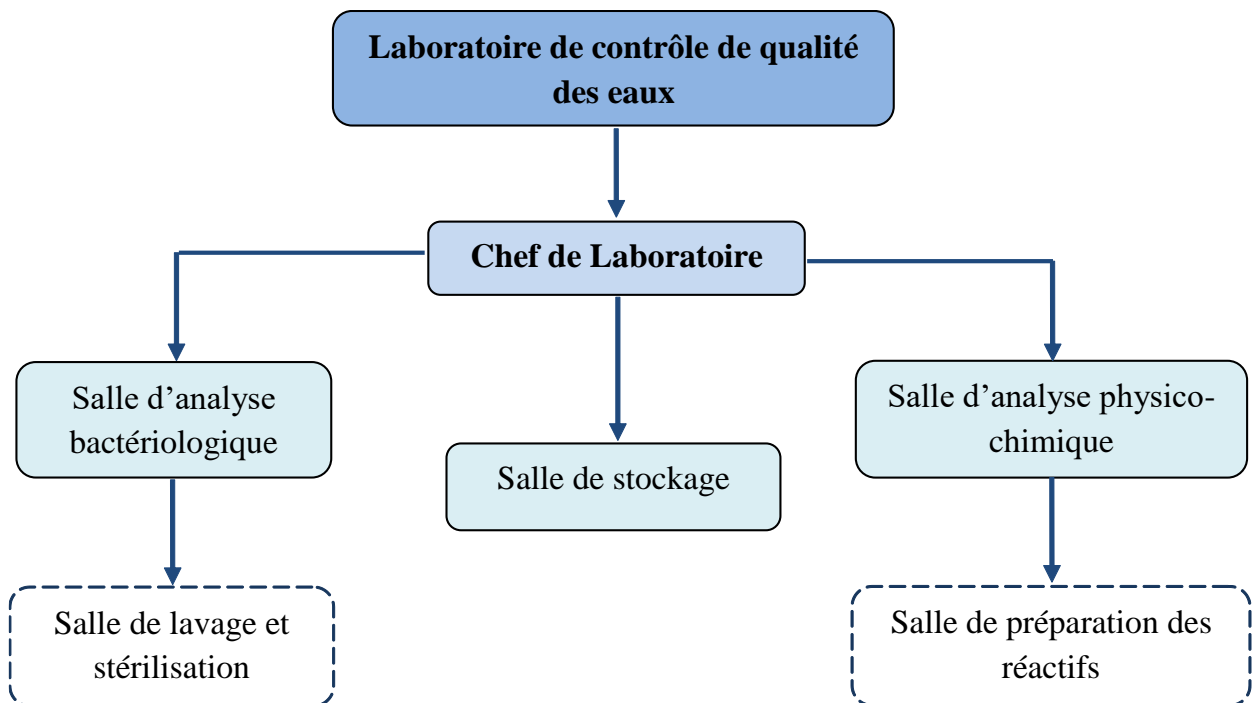 Laboratoire de contrôle de qualité
des eaux
Chef de Laboratoire
Salle d’analyse
bactériologique
Salle de stockage
Salle d’analyse physico-
chimique
Salle de lavage et
stérilisation
Salle de préparation des
réactifs